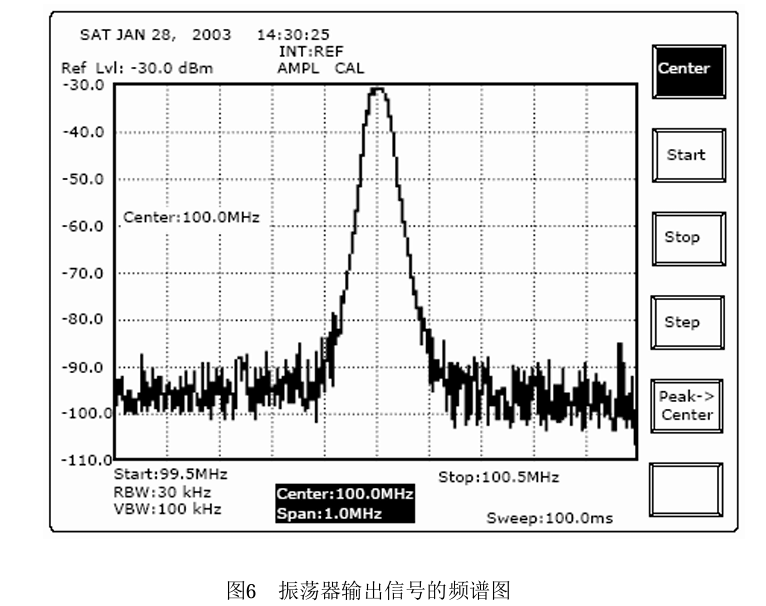 SAT JAN 28, 2003 14:30:25
INT:REF
Ref Lvl: -30.0 dBm AMPL CAL
-30.0
-40.0
-50.0
-60.0
-70.0
-80.0
-90.0
-100.0
-110.0
Center:100.0MHz
Start:99.5MHz
RBW:30 kHz
VBW:100 kHz
Center:100.0MHz
Span:1.0MHz
Stop:100.5MHz
Sweep:100.0ms
Center
Start
Stop
Step
Peak->
Center
图6 振荡器输出信号的频谱图